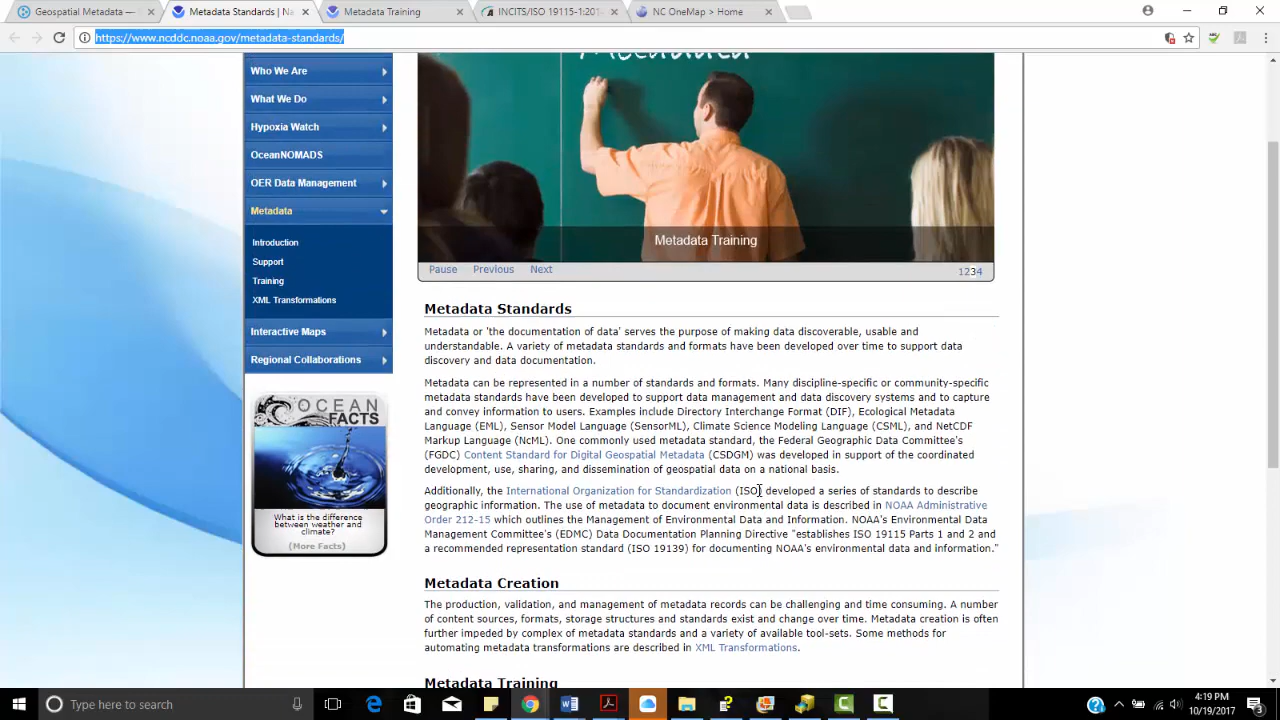 Geospatial Metadata —
Metadata Standards | Ne
Metadata Training
INCITS/ISO 19115-1:201
NC OneMap > Home
https://www.ncddc.noaa.gov/metadata-standards/
Who We Are
What We Do
Hypoxia Watch
OceanNOMADS
OER Data Management
Metadata
Introduction
Support
Training
XML Transformations
Interactive Maps
Regional Collaborations
OCEAN
FACTS
What is the difference
between weather and
climate?
(More Facts)
Metadata
Metadata Training
Pause Previous Next
1234
Metadata Standards
Metadata or 'the documentation of data' serves the purpose of making data discoverable, usable and
understandable. A variety of metadata standards and formats have been developed over time to support data
discovery and data documentation.
Metadata can be represented in a number of standards and formats. Many discipline-specific or community-specific
metadata standards have been developed to support data management and data discovery systems and to capture
and convey information to users. Examples include Directory Interchange Format (DIF), Ecological Metadata
Language (EML), Sensor Model Language (SensorML), Climate Science Modeling Language (CSML), and NetCDF
Markup Language (NcML). One commonly used metadata standard, the Federal Geographic Data Committee's
(FGDC) Content Standard for Digital Geospatial Metadata (CSDGM) was developed in support of the coordinated
development, use, sharing, and dissemination of geospatial data on a national basis.
Additionally, the International Organization for Standardization (ISO) developed a series of standards to describe
geographic information. The use of metadata to document environmental data is described in NOAA Administrative
Order 212-15 which outlines the Management of Environmental Data and Information. NOAA's Environmental Data
Management Committee's (EDMC) Data Documentation Planning Directive "establishes ISO 19115 Parts 1 and 2 and
a recommended representation standard (ISO 19139) for documenting NOAA's environmental data and information."
Metadata Creation
The production, validation, and management of metadata records can be challenging and time consuming. A number
of content sources, formats, storage structures and standards exist and change over time. Metadata creation is often
further impeded by complex of metadata standards and a variety of available tool-sets. Some methods for
automating metadata transformations are described in XML Transformations.
Metadata Training
Type here to search
4:19 PM
10/19/2017
3